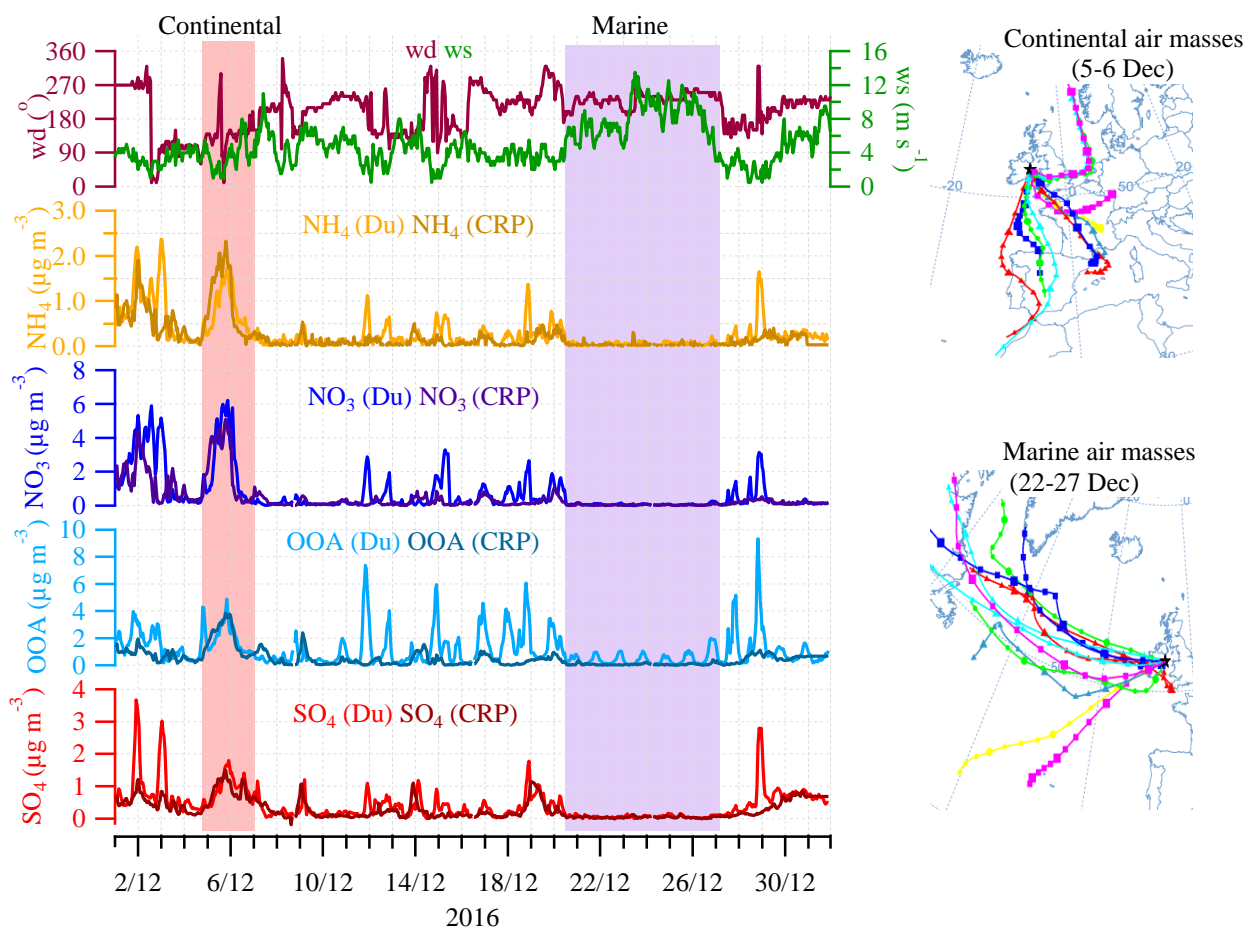 Continental
Marine
wd ws
360
270
180
90
0
wd (°)
16
12
8
4
0
ws (m s⁻¹)
NH₄ (Du) NH₄ (CRP)
3.0
2.0
1.0
0.0
NH₄ (µg m⁻³)
NO₃ (Du) NO₃ (CRP)
8
6
4
2
0
NO₃ (µg m⁻³)
OOA (Du) OOA (CRP)
10
8
6
4
2
0
OOA (µg m⁻³)
SO₄ (Du) SO₄ (CRP)
4
3
2
1
0
SO₄ (µg m⁻³)
2/12 6/12 10/12 14/12 18/12 22/12 26/12 30/12
2016
Continental air masses
(5-6 Dec)
-20
0
50
20
Marine air masses
(22-27 Dec)